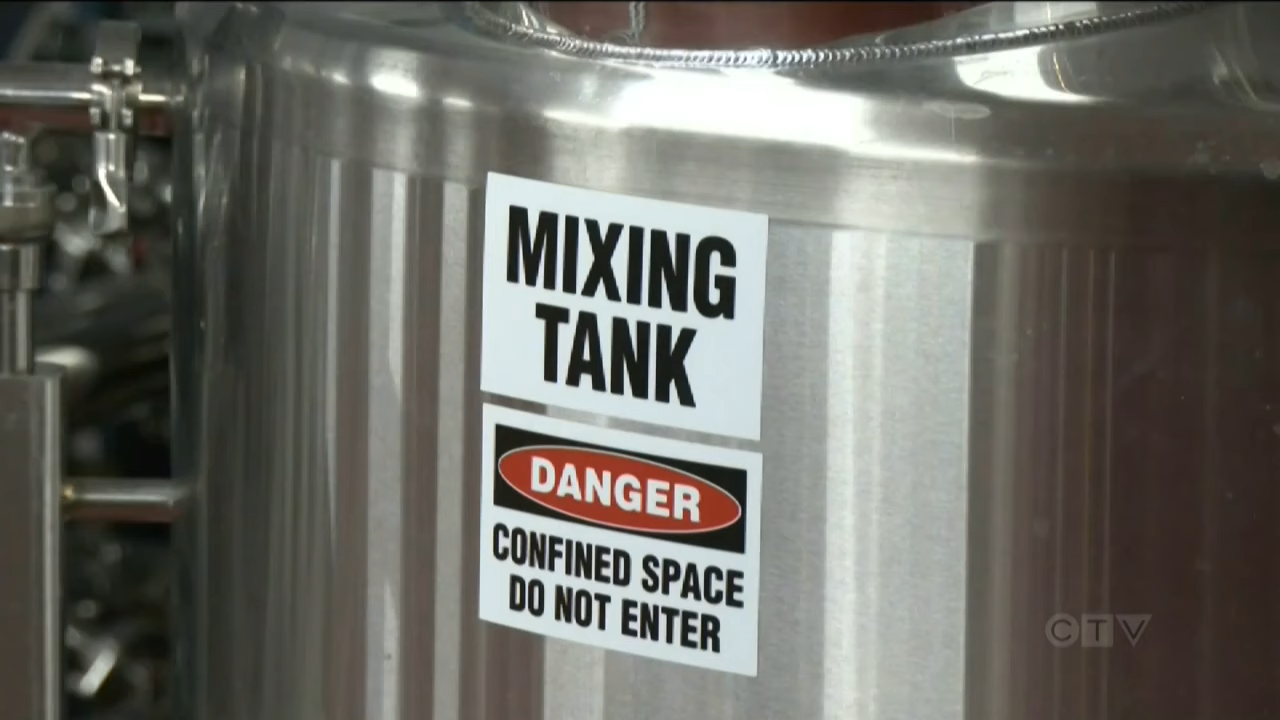 MIXING
TANK
DANGER
CONFINED SPACE
DO NOT ENTER
CTV